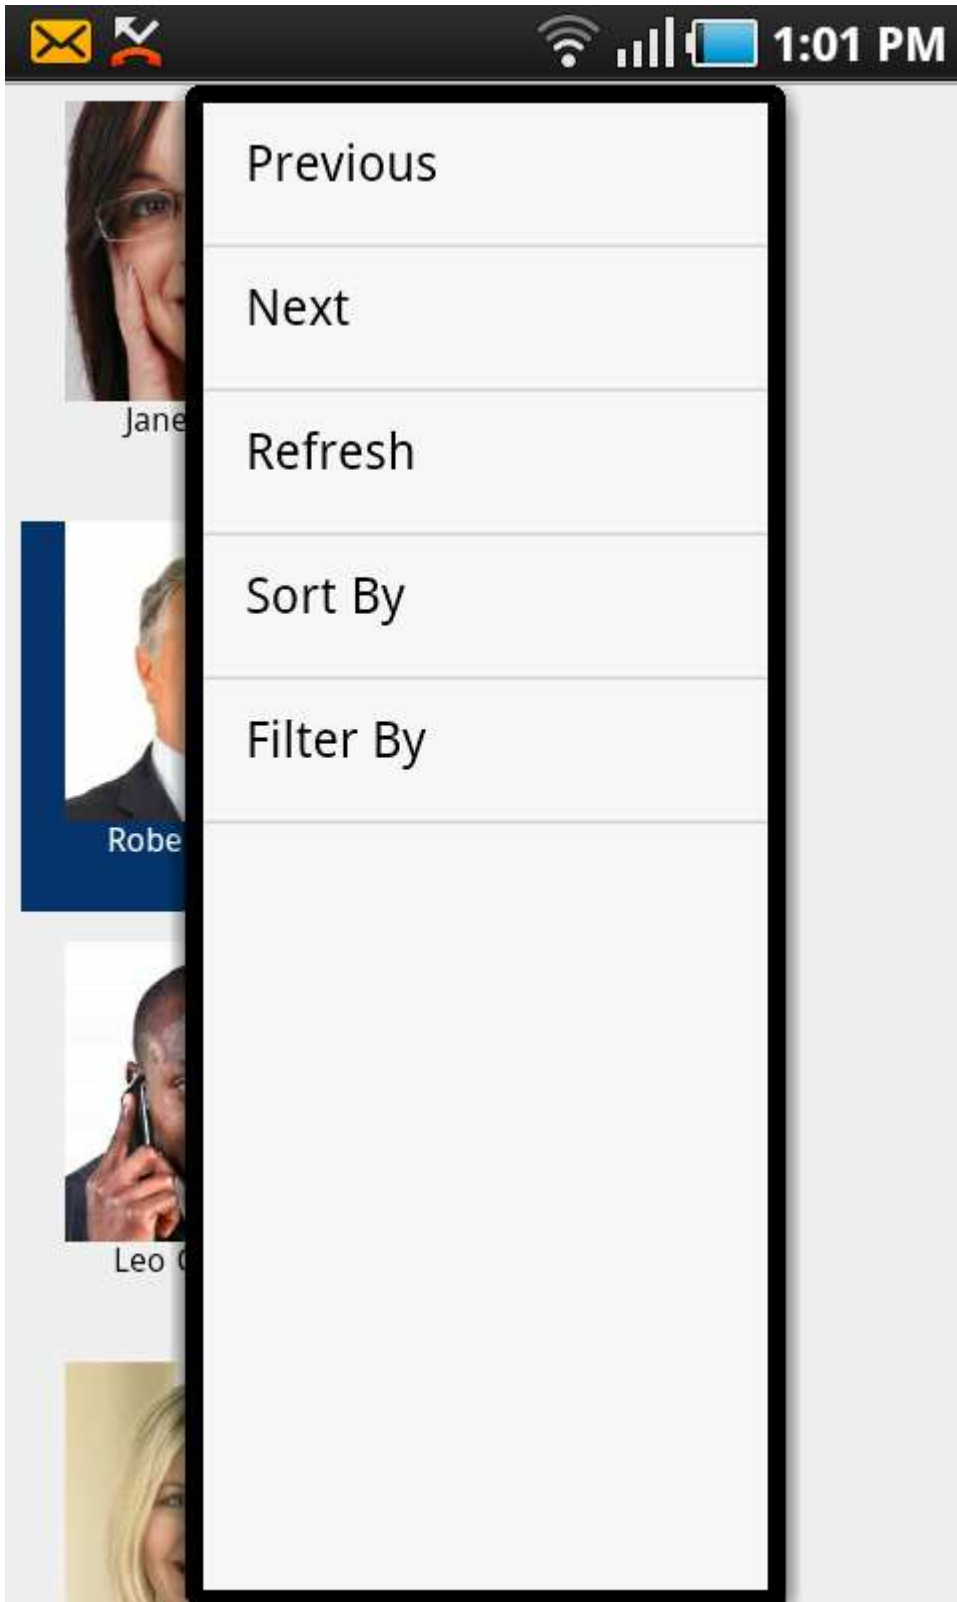 1:01 PM
Previous
Next
Refresh
Sort By
Filter By
Jane
Robe
Leo